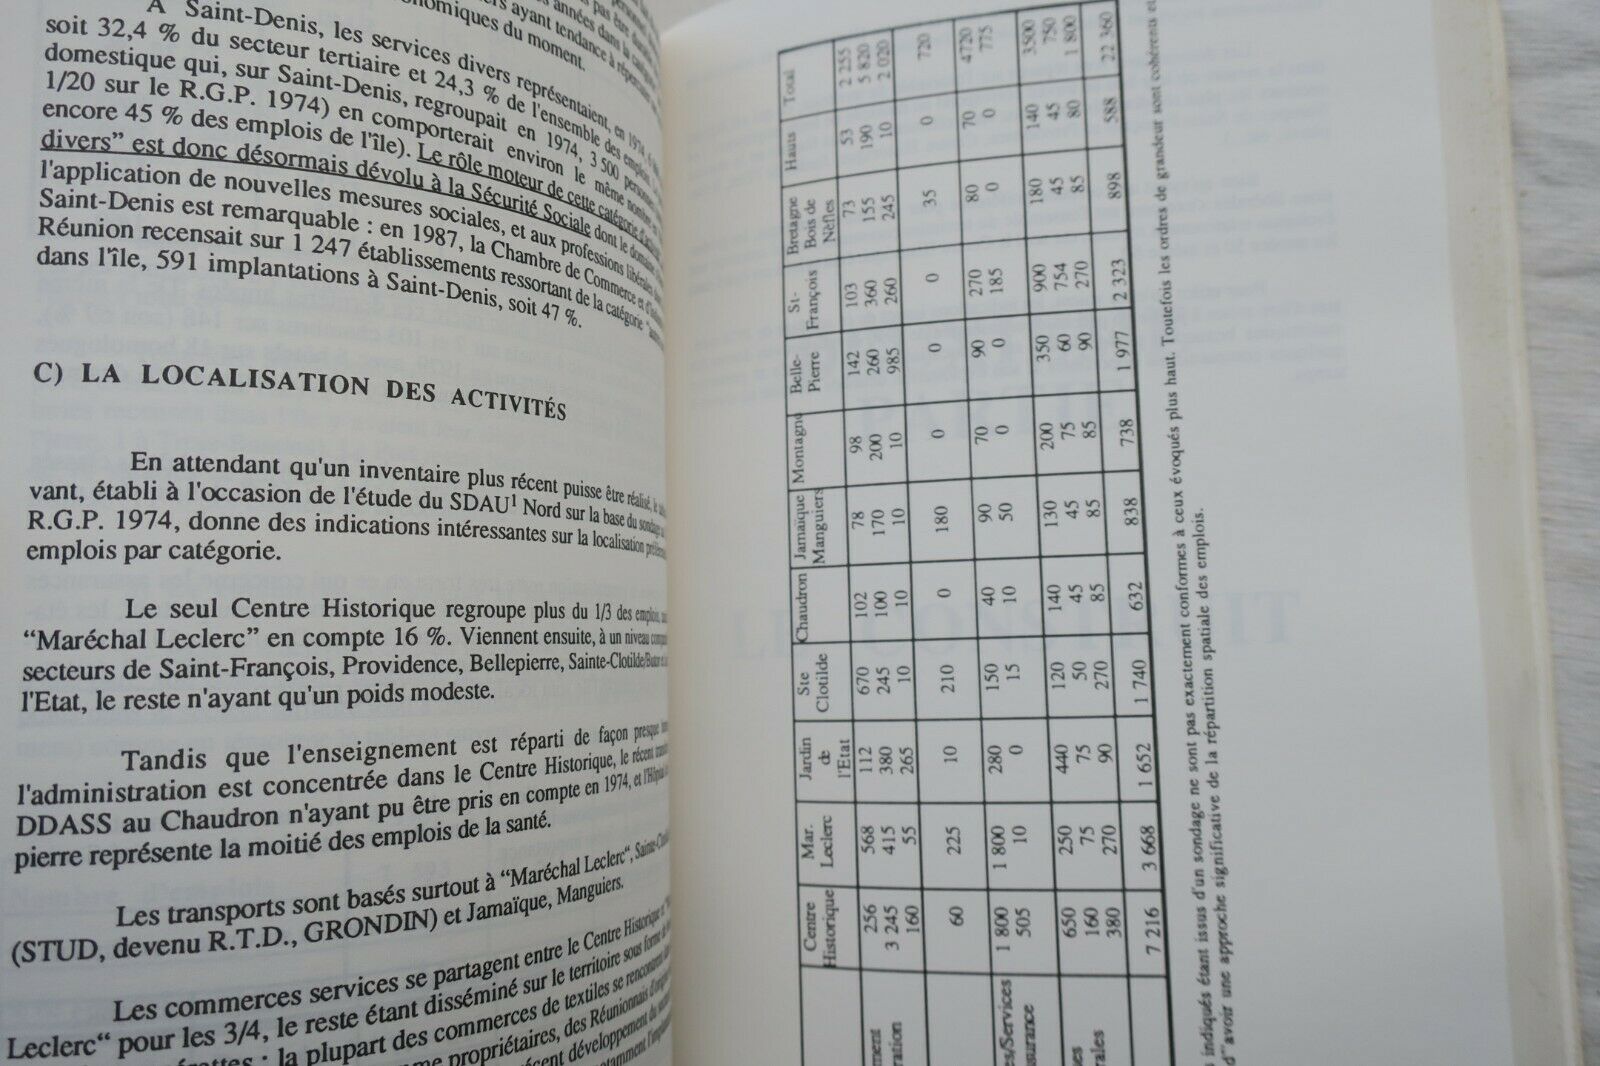 onomiques du moment.
A Saint-Denis, les services divers représentaient, en 1974,
soit 32,4 % du secteur tertiaire et 24,3 % de l'ensemble des emplois
domestique qui, sur Saint-Denis, regroupait en 1974, 3 500
1/20 sur le R.G.P. 1974) en comporterait environ le même nombre
encore 45 % des emplois de l'île). Le rôle moteur de cette catégorie
divers” est donc désormais dévolu à la Sécurité Sociale dont le domaine
l'application de nouvelles mesures sociales, et aux professions libérales
Saint-Denis est remarquable : en 1987, la Chambre de Commerce et
Réunion recensait sur 1 247 établissements ressortant de la catégorie
dans l'île, 591 implantations à Saint-Denis, soit 47 %.
C) LA LOCALISATION DES ACTIVITÉS
En attendant qu'un inventaire plus récent puisse être réalisé, le
vant, établi à l'occasion de l'étude du SDAU1 Nord sur la base du sondage
R.G.P. 1974, donne des indications intéressantes sur la localisation
emplois par catégorie.
Le seul Centre Historique regroupe plus du 1/3 des emplois,
“Maréchal Leclerc” en compte 16 %. Viennent ensuite, à un niveau
secteurs de Saint-François, Providence, Bellepierre, Sainte-Clotilde/Butor
l'Etat, le reste n'ayant qu'un poids modeste.
Tandis que l'enseignement est réparti de façon presque
l'administration est concentrée dans le Centre Historique, le récent
DDASS au Chaudron n'ayant pu être pris en compte en 1974, et l'Hôpital
pierre représente la moitié des emplois de la santé.
Les transports sont basés surtout à “Maréchal Leclerc“,
(STUD, devenu R.T.D., GRONDIN) et Jamaïque, Manguiers.
Les commerces services se partagent entre le Centre Historique
Leclerc“ pour les 3/4, le reste étant disséminé sur le territoire sous
la plupart des commerces de textiles se rencontrent
propriétaires, des Réunionnais
développement du
Centre Historique Mar. Leclerc Jardin de l'Etat Ste Clotilde Chaudron Jamaïque Manguiers Montagne Belle-Pierre St-François Bretagne Bois de Nèfles Hauts Total
256 568 112 670 102 78 98 142 103 73 53 2 255
3 245 415 380 245 100 170 200 260 360 155 190 5 820
160 55 265 10 10 10 10 985 260 245 10 2 020
60 225 10 210 0 180 0 0 0 35 0 720
1 800 1 800 280 150 40 90 70 90 270 80 70 4720
505 10 0 15 10 50 0 0 185 0 0 775
650 250 440 120 140 130 200 350 900 180 140 3500
160 75 75 50 45 45 75 60 754 45 45 750
380 270 90 270 85 85 85 90 270 85 80 1 800
7 216 3 668 1 652 1 740 632 838 738 1 977 2 323 898 588 22 360
indiqués étant issus d'un sondage ne sont pas exactement conformes à ceux évoqués plus haut. Toutefois les ordres de grandeur sont cohérents et
d'avoir une approche significative de la répartition spatiale des emplois.